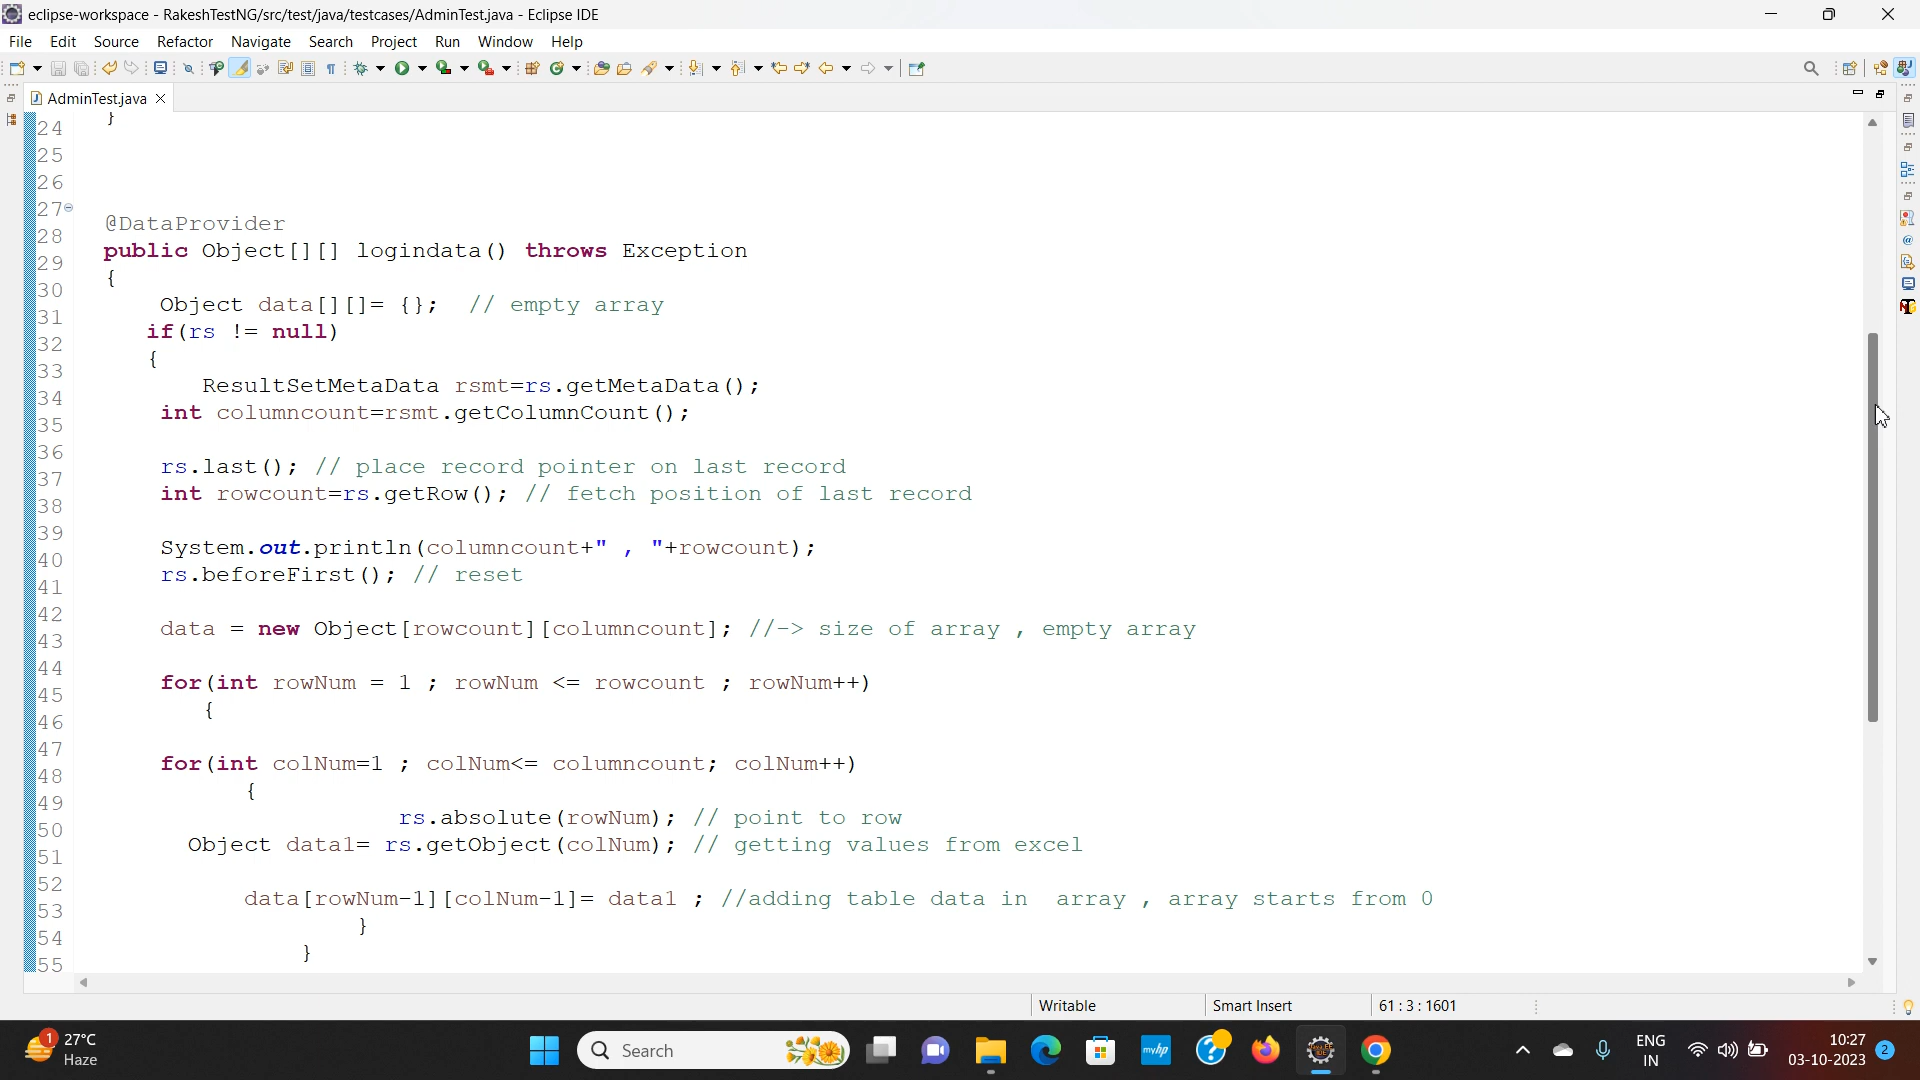 eclipse-workspace - RakeshTestNG/src/test/java/testcases/AdminTest.java - Eclipse IDE
File Edit Source Refactor Navigate Search Project Run Window Help
AdminTest.java
24 }
25
26
27 @DataProvider
28 public Object[][] logindata() throws Exception
29 {
30 Object data[][]= {}; // empty array
31 if(rs != null)
32 {
33 ResultSetMetaData rsmt=rs.getMetaData();
34 int columncount=rsmt.getColumnCount();
35
36 rs.last(); // place record pointer on last record
37 int rowcount=rs.getRow(); // fetch position of last record
38
39 System.out.println(columncount+" , "+rowcount);
40 rs.beforeFirst(); // reset
41
42 data = new Object[rowcount][columncount]; //-> size of array , empty array
43
44 for(int rowNum = 1 ; rowNum <= rowcount ; rowNum++)
45 {
46
47 for(int colNum=1 ; colNum<= columncount; colNum++)
48 {
49 rs.absolute(rowNum); // point to row
50 Object data1= rs.getObject(colNum); // getting values from excel
51
52 data[rowNum-1][colNum-1]= data1 ; //adding table data in array , array starts from 0
53 }
54 }
55
Writable Smart Insert 61 : 3 : 1601
1 27°C
Haze
Search
myhp
ENG
IN
10:27
03-10-2023
2